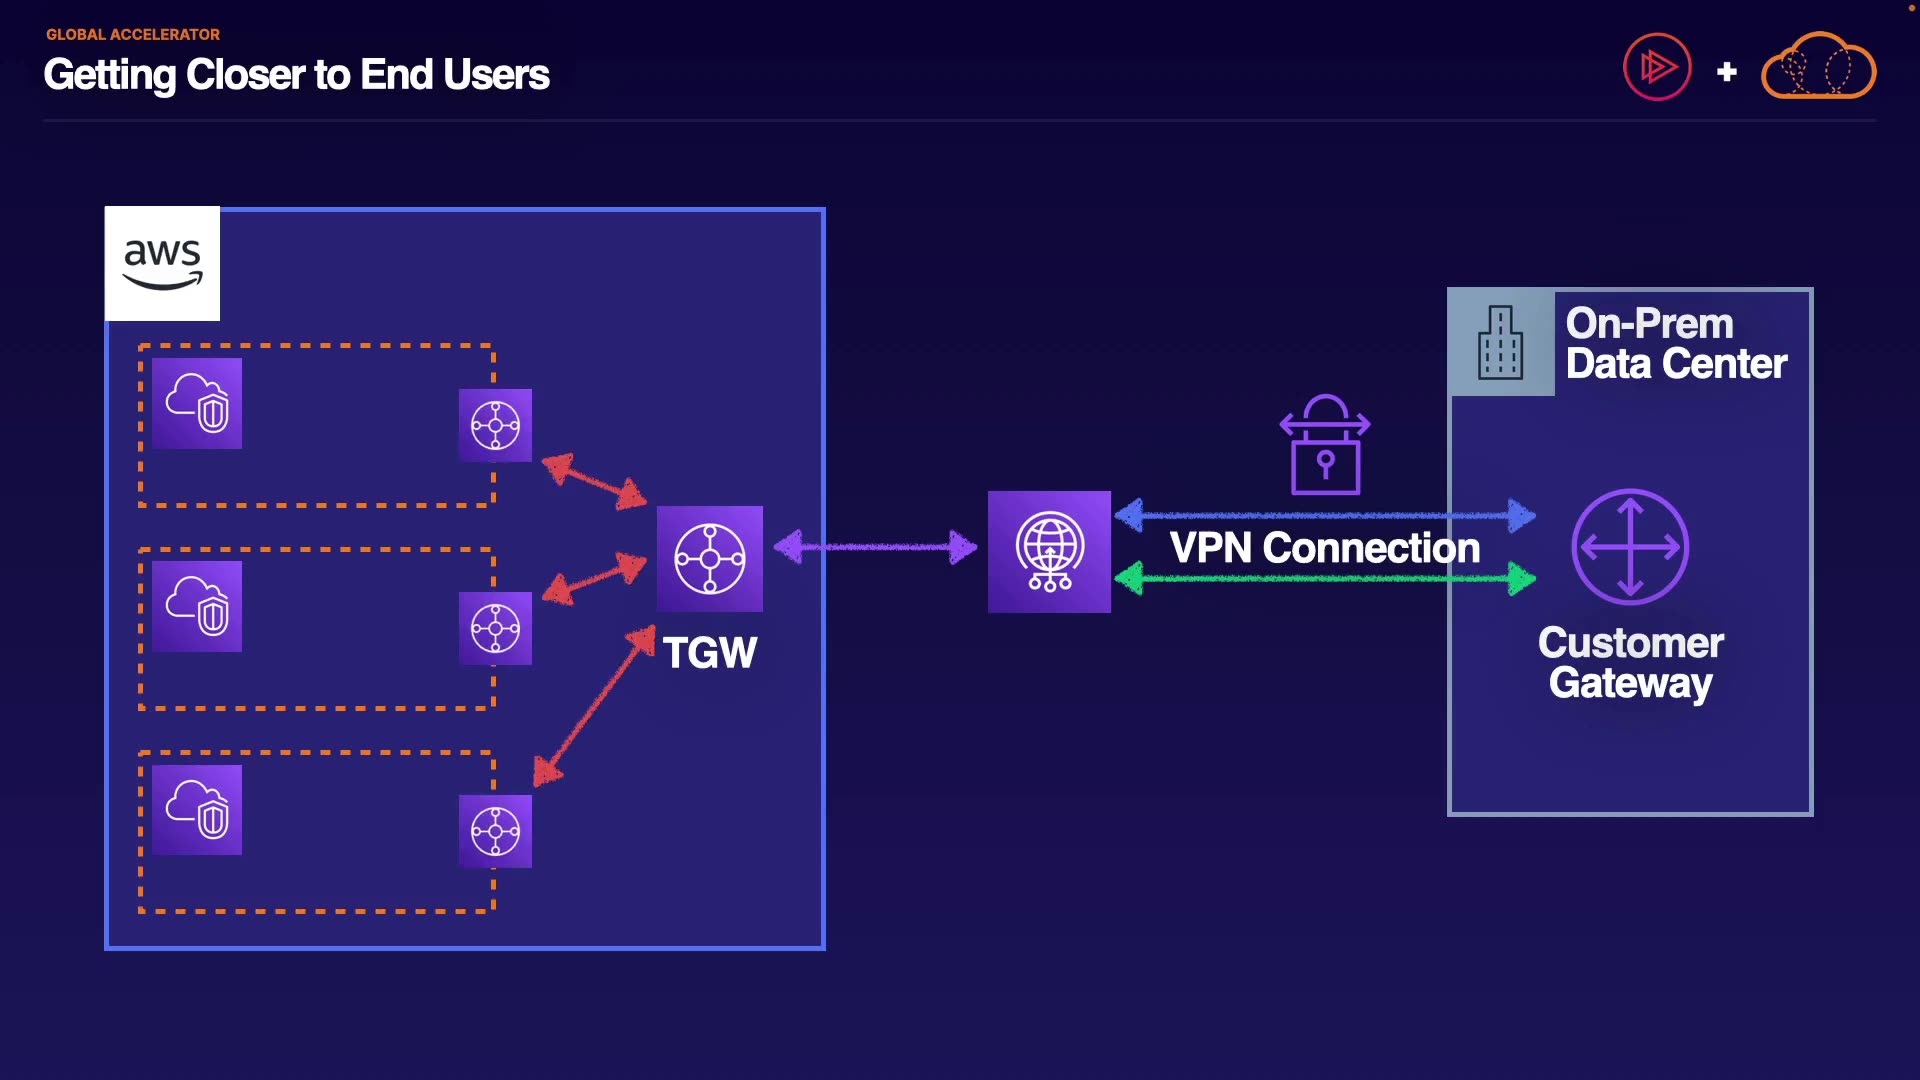 GLOBAL ACCELERATOR
Getting Closer to End Users
aws
On-Prem
Data Center
VPN Connection
TGW
Customer
Gateway